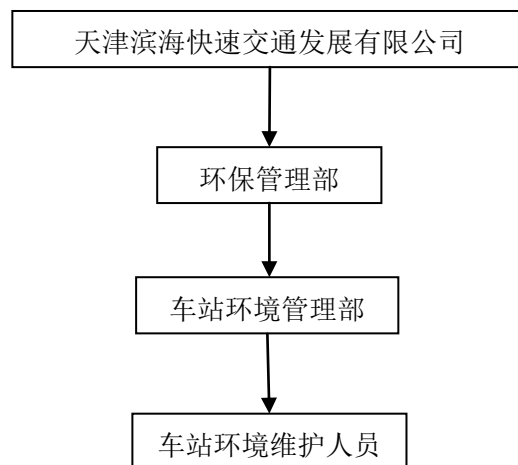 天津滨海快速交通发展有限公司
环保管理部
车站环境管理部
车站环境维护人员